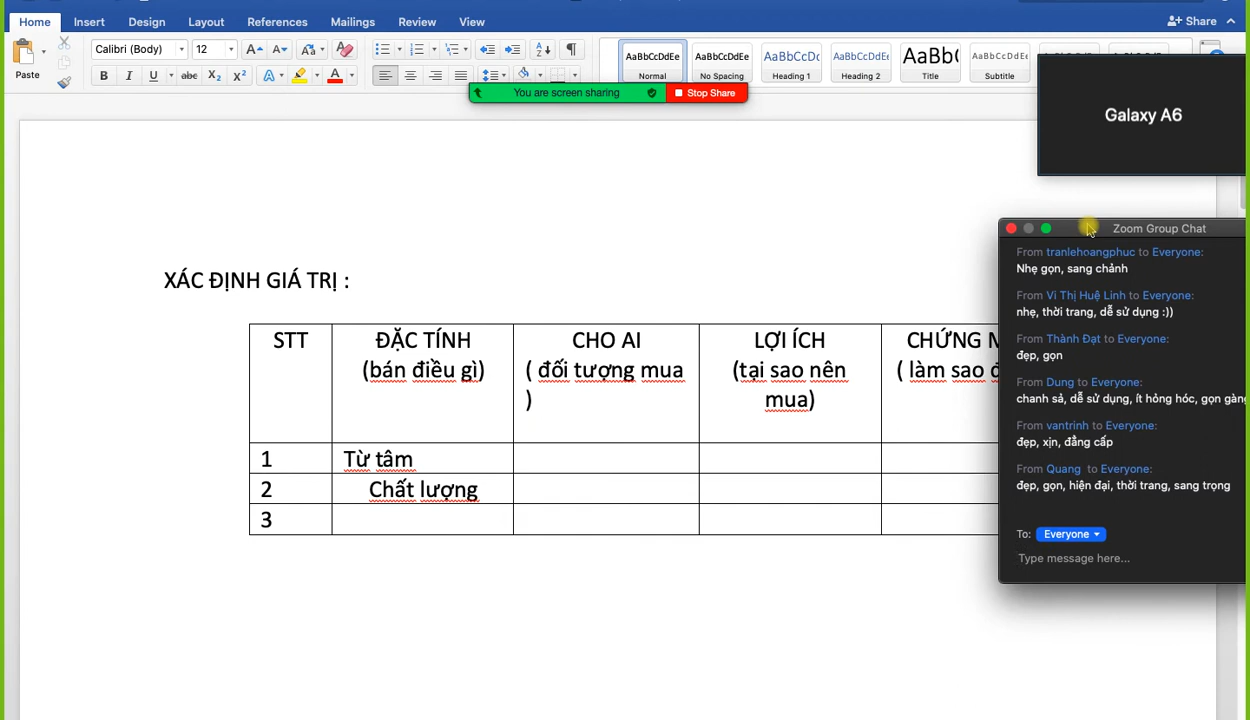 Home Insert Design Layout References Mailings Review View Share
Calibri (Body) 12
Paste
AaBbCcDdEe
Normal
AaBbCcDdEe
No Spacing
AaBbCcDc
Heading 1
AaBbCcDdEe
Heading 2
AaBb(
Title
AaBbCcDdEe
Subtitle
You are screen sharing Stop Share
Galaxy A6
XÁC ĐỊNH GIÁ TRỊ :
STT
ĐẶC TÍNH
(bán điều gì)
CHO AI
( đối tượng mua
)
LỢI ÍCH
(tại sao nên
mua)
CHỨNG M
( làm sao đ
1 Từ tâm
2 Chất lượng
3
Zoom Group Chat
From tranlehoangphuc to Everyone:
Nhẹ gọn, sang chảnh
From Vi Thị Huệ Linh to Everyone:
nhẹ, thời trang, dễ sử dụng :))
From Thành Đạt to Everyone:
đẹp, gọn
From Dung to Everyone:
chanh sả, dễ sử dụng, ít hỏng hóc, gọn gàng
From vantrinh to Everyone:
đẹp, xịn, đẳng cấp
From Quang to Everyone:
đẹp, gọn, hiện đại, thời trang, sang trọng
To: Everyone
Type message here...